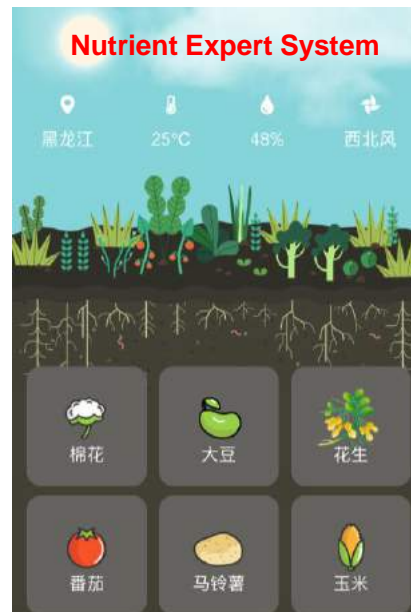 Nutrient Expert System
黑龙江 25°C 48% 西北风
棉花 大豆 花生
番茄 马铃薯 玉米